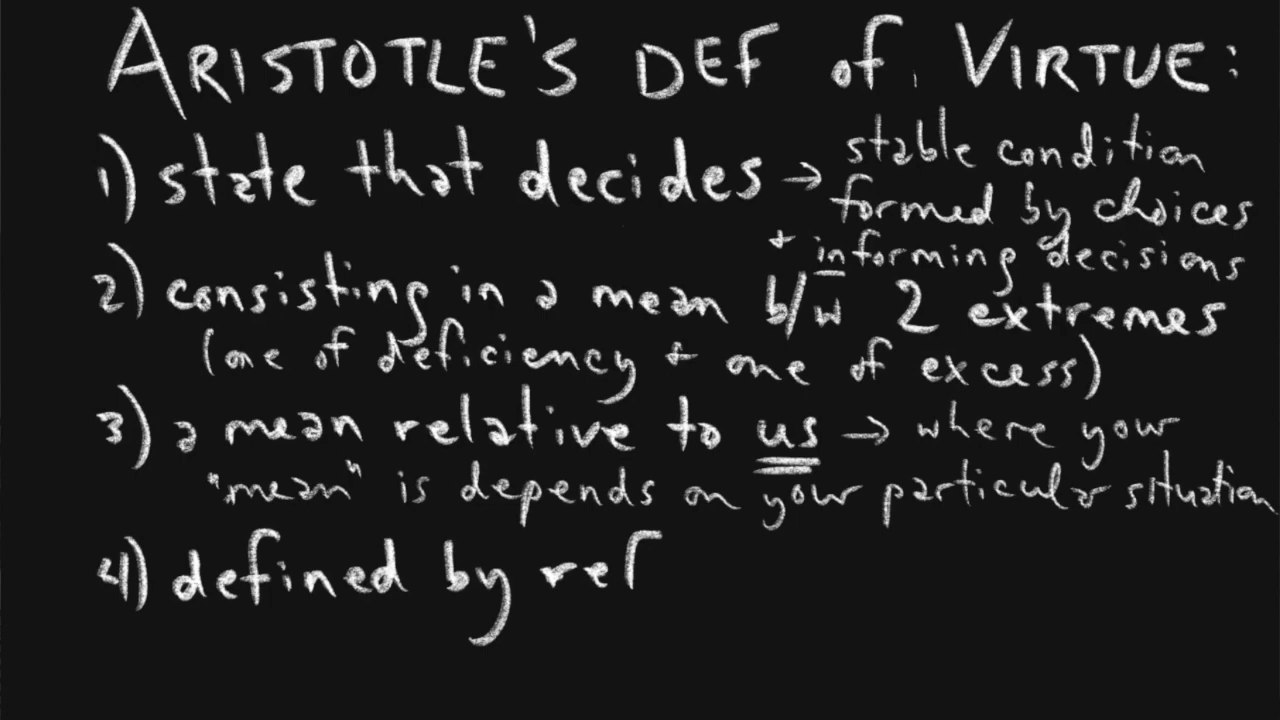 ARISTOTLE'S DEF of VIRTUE:
1) state that decides → stable condition
formed by choices
+ informing decisions
2) consisting in a mean b/w 2 extremes
(one of deficiency + one of excess)
3) a mean relative to us → where your
"mean" is depends on your particular situation
4) defined by ref